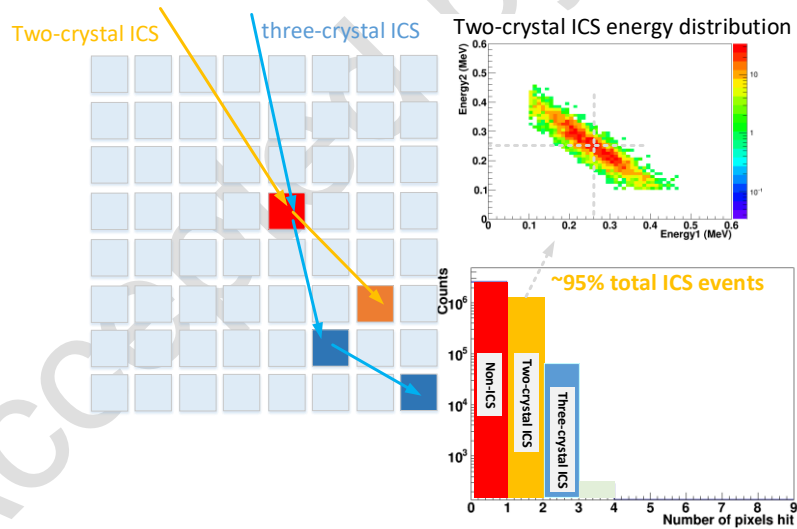 Two-crystal ICS
three-crystal ICS
Two-crystal ICS energy distribution
Energy2 (MeV)
0.6
0.5
0.4
0.3
0.2
0.1
0
0.1
0.2
0.3
0.4
0.5
0.6
Energy1 (MeV)
10
1
10⁻¹
~95% total ICS events
Counts
10⁶
10⁵
10⁴
10³
Non-ICS
Two-crystal ICS
Three-crystal ICS
0 1 2 3 4 5 6 7 8 9
Number of pixels hit
Accepted